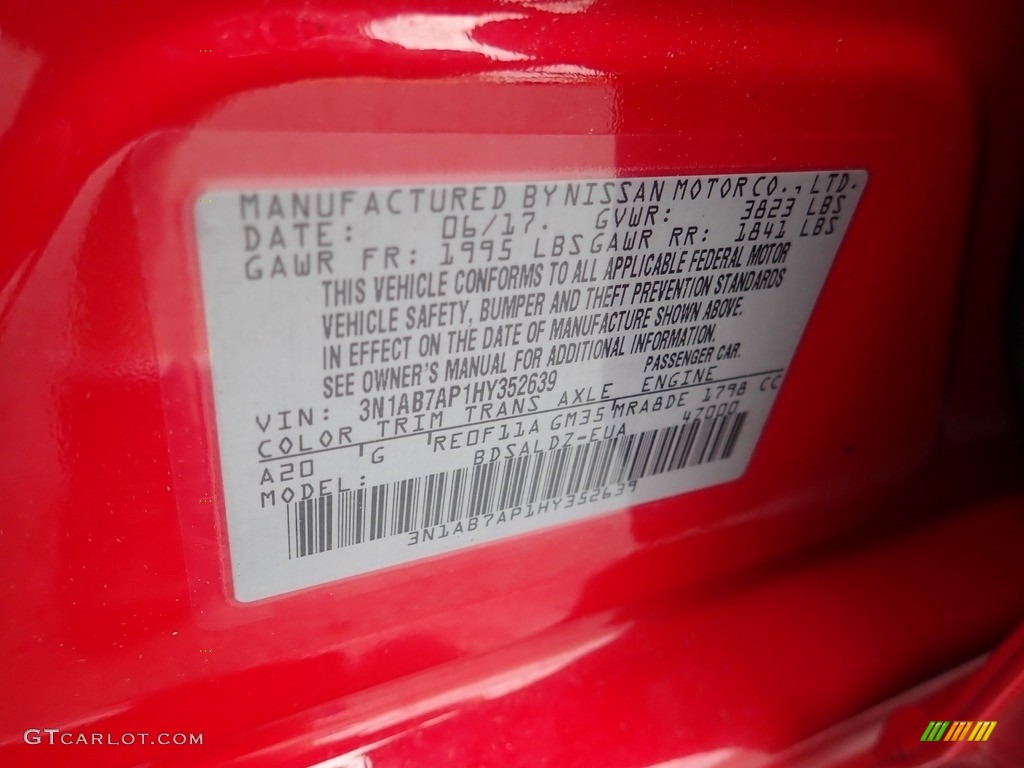 MANUFACTURED BY NISSAN MOTOR CO., LTD.
DATE: 06/17. GVWR: 3823 LBS
GAWR FR: 1995 LBS GAWR RR: 1841 LBS
THIS VEHICLE CONFORMS TO ALL APPLICABLE FEDERAL MOTOR
VEHICLE SAFETY, BUMPER AND THEFT PREVENTION STANDARDS
IN EFFECT ON THE DATE OF MANUFACTURE SHOWN ABOVE.
SEE OWNER'S MANUAL FOR ADDITIONAL INFORMATION.
VIN: 3N1AB7AP1HY352639 PASSENGER CAR.
COLOR TRIM TRANS AXLE ENGINE
A20 G RE0F11A GM35 MRA8DE 1798 CC
MODEL: BDSALDZ-EUA 47000
3N1AB7AP1HY352639
GTCARLOT.COM